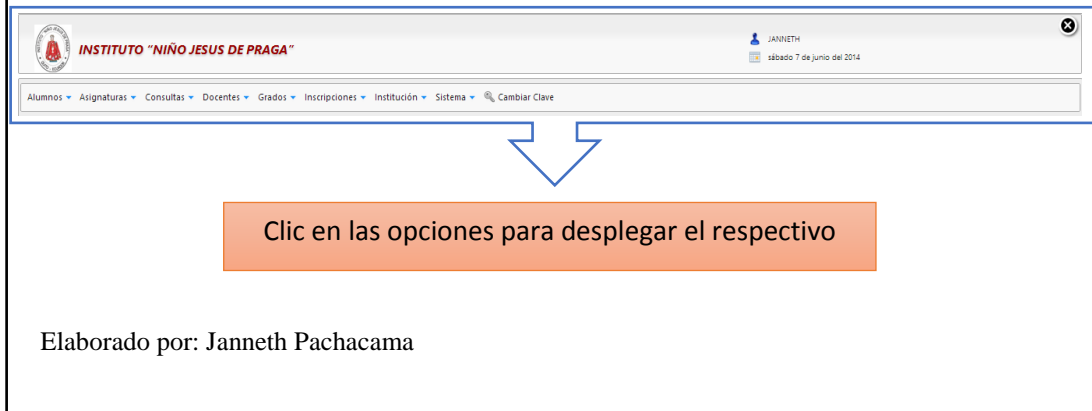 INSTITUTO "NIÑO JESUS DE PRAGA"
JANNETH
sábado 7 de junio del 2014
Alumnos Asignaturas Consultas Docentes Grados Inscripciones Institución Sistema Cambiar Clave
Clic en las opciones para desplegar el respectivo
Elaborado por: Janneth Pachacama